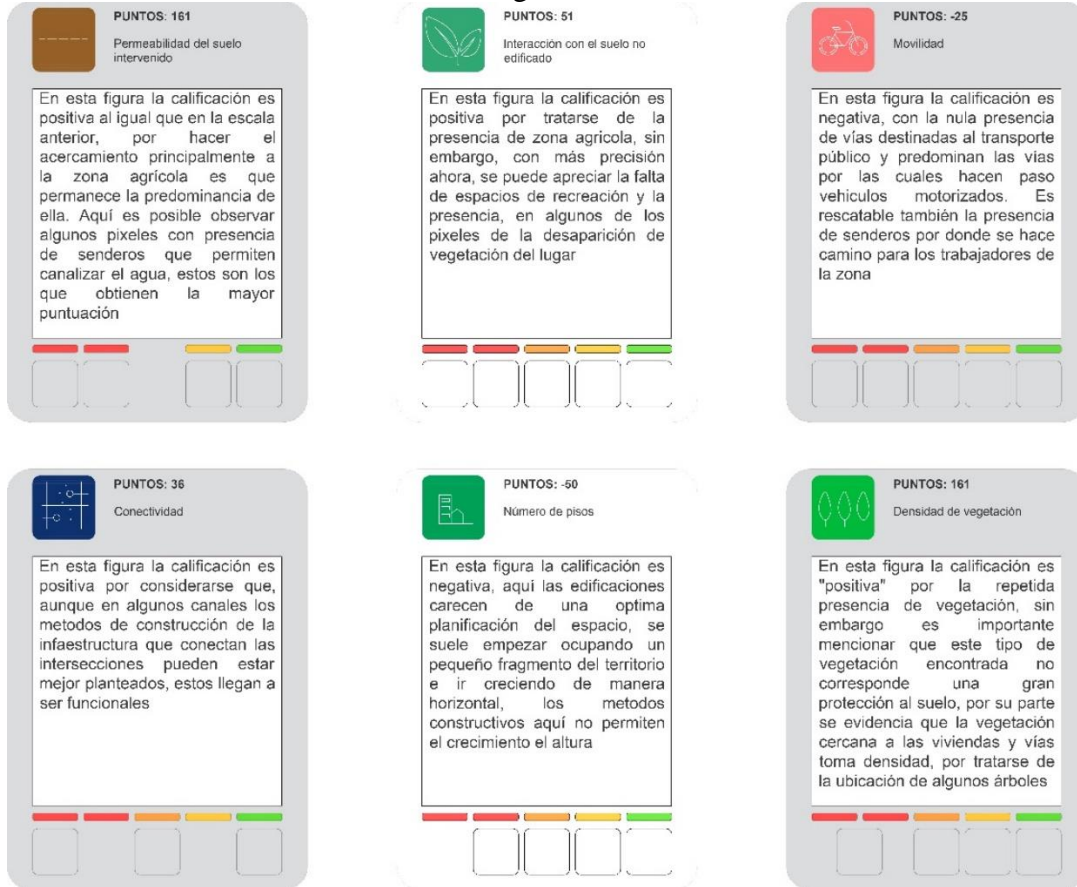 PUNTOS: 161
Permeabilidad del suelo
intervenido
En esta figura la calificación es
positiva al igual que en la escala
anterior, por hacer el
acercamiento principalmente a
la zona agrícola es que
permanece la predominancia de
ella. Aquí es posible observar
algunos pixeles con presencia
de senderos que permiten
canalizar el agua, estos son los
que obtienen la mayor
puntuación
PUNTOS: 51
Interacción con el suelo no
edificado
En esta figura la calificación es
positiva por tratarse de la
presencia de zona agricola, sin
embargo, con más precisión
ahora, se puede apreciar la falta
de espacios de recreación y la
presencia, en algunos de los
pixeles de la desaparición de
vegetación del lugar
PUNTOS: -25
Movilidad
En esta figura la calificación es
negativa, con la nula presencia
de vías destinadas al transporte
público y predominan las vias
por las cuales hacen paso
vehiculos motorizados. Es
rescatable también la presencia
de senderos por donde se hace
camino para los trabajadores de
la zona
PUNTOS: 36
Conectividad
En esta figura la calificación es
positiva por considerarse que,
aunque en algunos canales los
metodos de construcción de la
infaestructura que conectan las
intersecciones pueden estar
mejor planteados, estos llegan a
ser funcionales
PUNTOS: -50
Número de pisos
En esta figura la calificación es
negativa, aquí las edificaciones
carecen de una optima
planificación del espacio, se
suele empezar ocupando un
pequeño fragmento del territorio
e ir creciendo de manera
horizontal, los metodos
constructivos aquí no permiten
el crecimiento el altura
PUNTOS: 161
Densidad de vegetación
En esta figura la calificación es
"positiva" por la repetida
presencia de vegetación, sin
embargo es importante
mencionar que este tipo de
vegetación encontrada no
corresponde una gran
protección al suelo, por su parte
se evidencia que la vegetación
cercana a las viviendas y vías
toma densidad, por tratarse de
la ubicación de algunos árboles